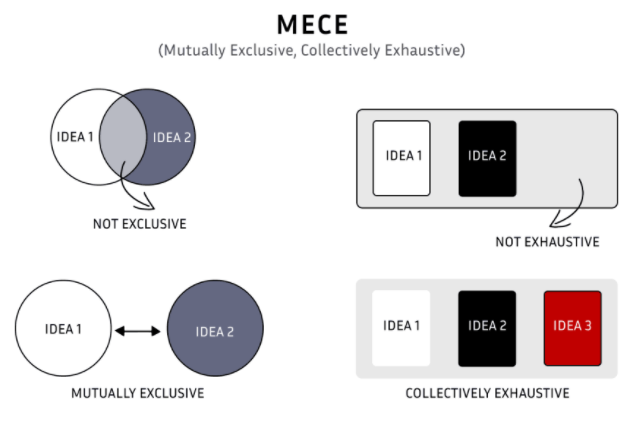 MECE
(Mutually Exclusive, Collectively Exhaustive)
IDEA 1
IDEA 2
NOT EXCLUSIVE
IDEA 1
IDEA 2
NOT EXHAUSTIVE
IDEA 1
IDEA 2
MUTUALLY EXCLUSIVE
IDEA 1
IDEA 2
IDEA 3
COLLECTIVELY EXHAUSTIVE